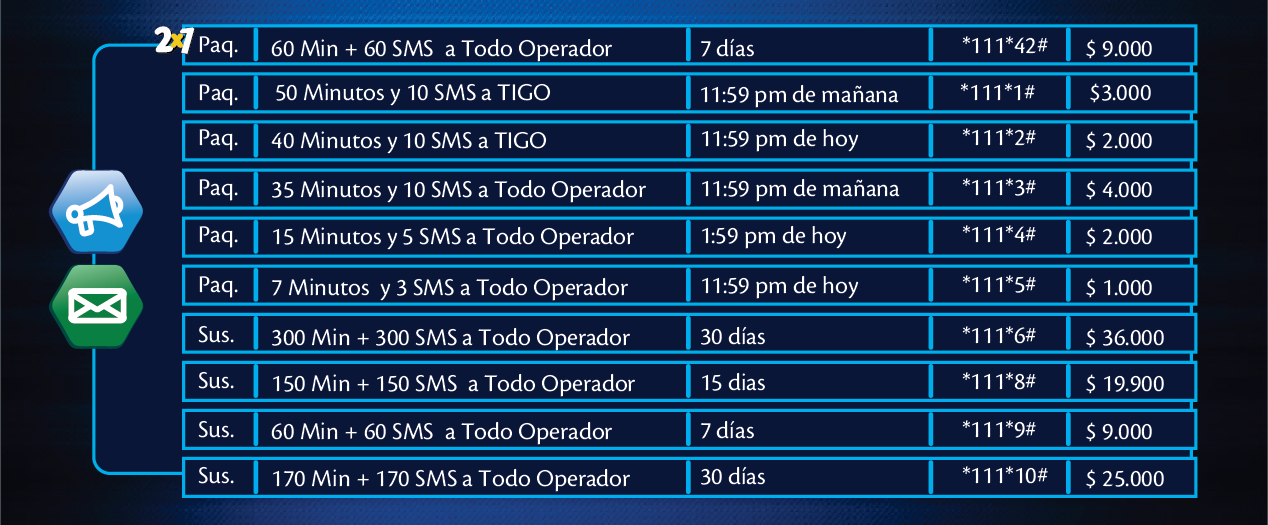 2x7 Paq. 60 Min + 60 SMS a Todo Operador 7 días *111*42# $ 9.000
Paq. 50 Minutos y 10 SMS a TIGO 11:59 pm de mañana *111*1# $3.000
Paq. 40 Minutos y 10 SMS a TIGO 11:59 pm de hoy *111*2# $ 2.000
Paq. 35 Minutos y 10 SMS a Todo Operador 11:59 pm de mañana *111*3# $ 4.000
Paq. 15 Minutos y 5 SMS a Todo Operador 1:59 pm de hoy *111*4# $ 2.000
Paq. 7 Minutos y 3 SMS a Todo Operador 11:59 pm de hoy *111*5# $ 1.000
Sus. 300 Min + 300 SMS a Todo Operador 30 días *111*6# $ 36.000
Sus. 150 Min + 150 SMS a Todo Operador 15 dias *111*8# $ 19.900
Sus. 60 Min + 60 SMS a Todo Operador 7 días *111*9# $ 9.000
Sus. 170 Min + 170 SMS a Todo Operador 30 días *111*10# $ 25.000